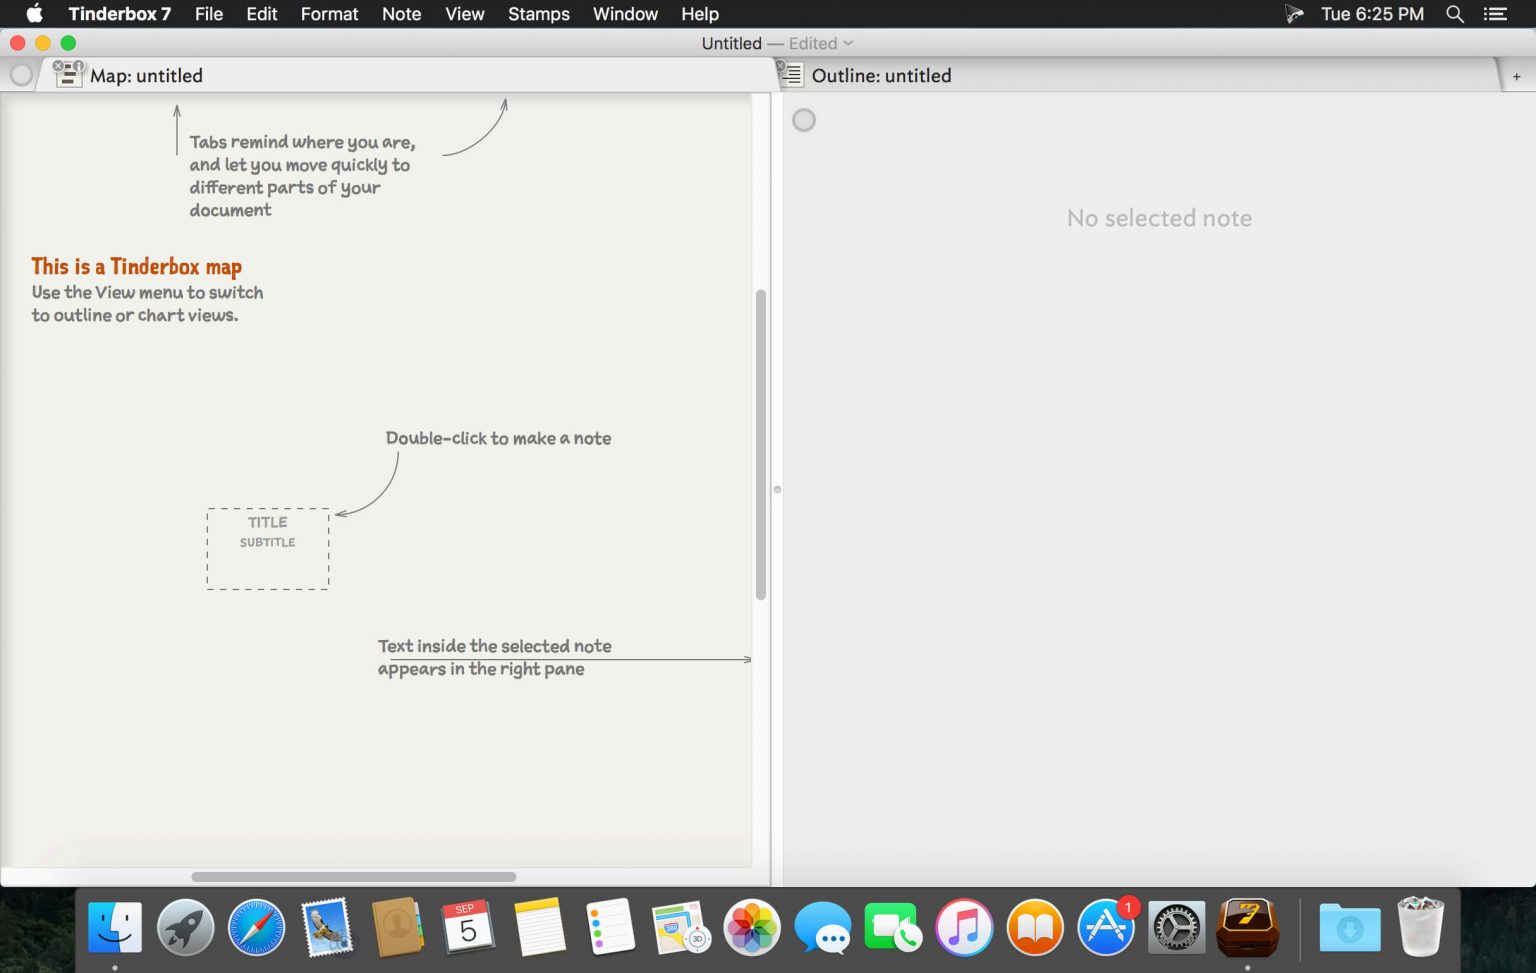 Tinderbox 7 File Edit Format Note View Stamps Window Help Tue 6:25 PM
Untitled — Edited
Map: untitled
Outline: untitled
+
Tabs remind where you are,
and let you move quickly to
different parts of your
document
No selected note
This is a Tinderbox map
Use the View menu to switch
to outline or chart views.
Double-click to make a note
TITLE
SUBTITLE
Text inside the selected note
appears in the right pane
SEP
5
3D
1
7